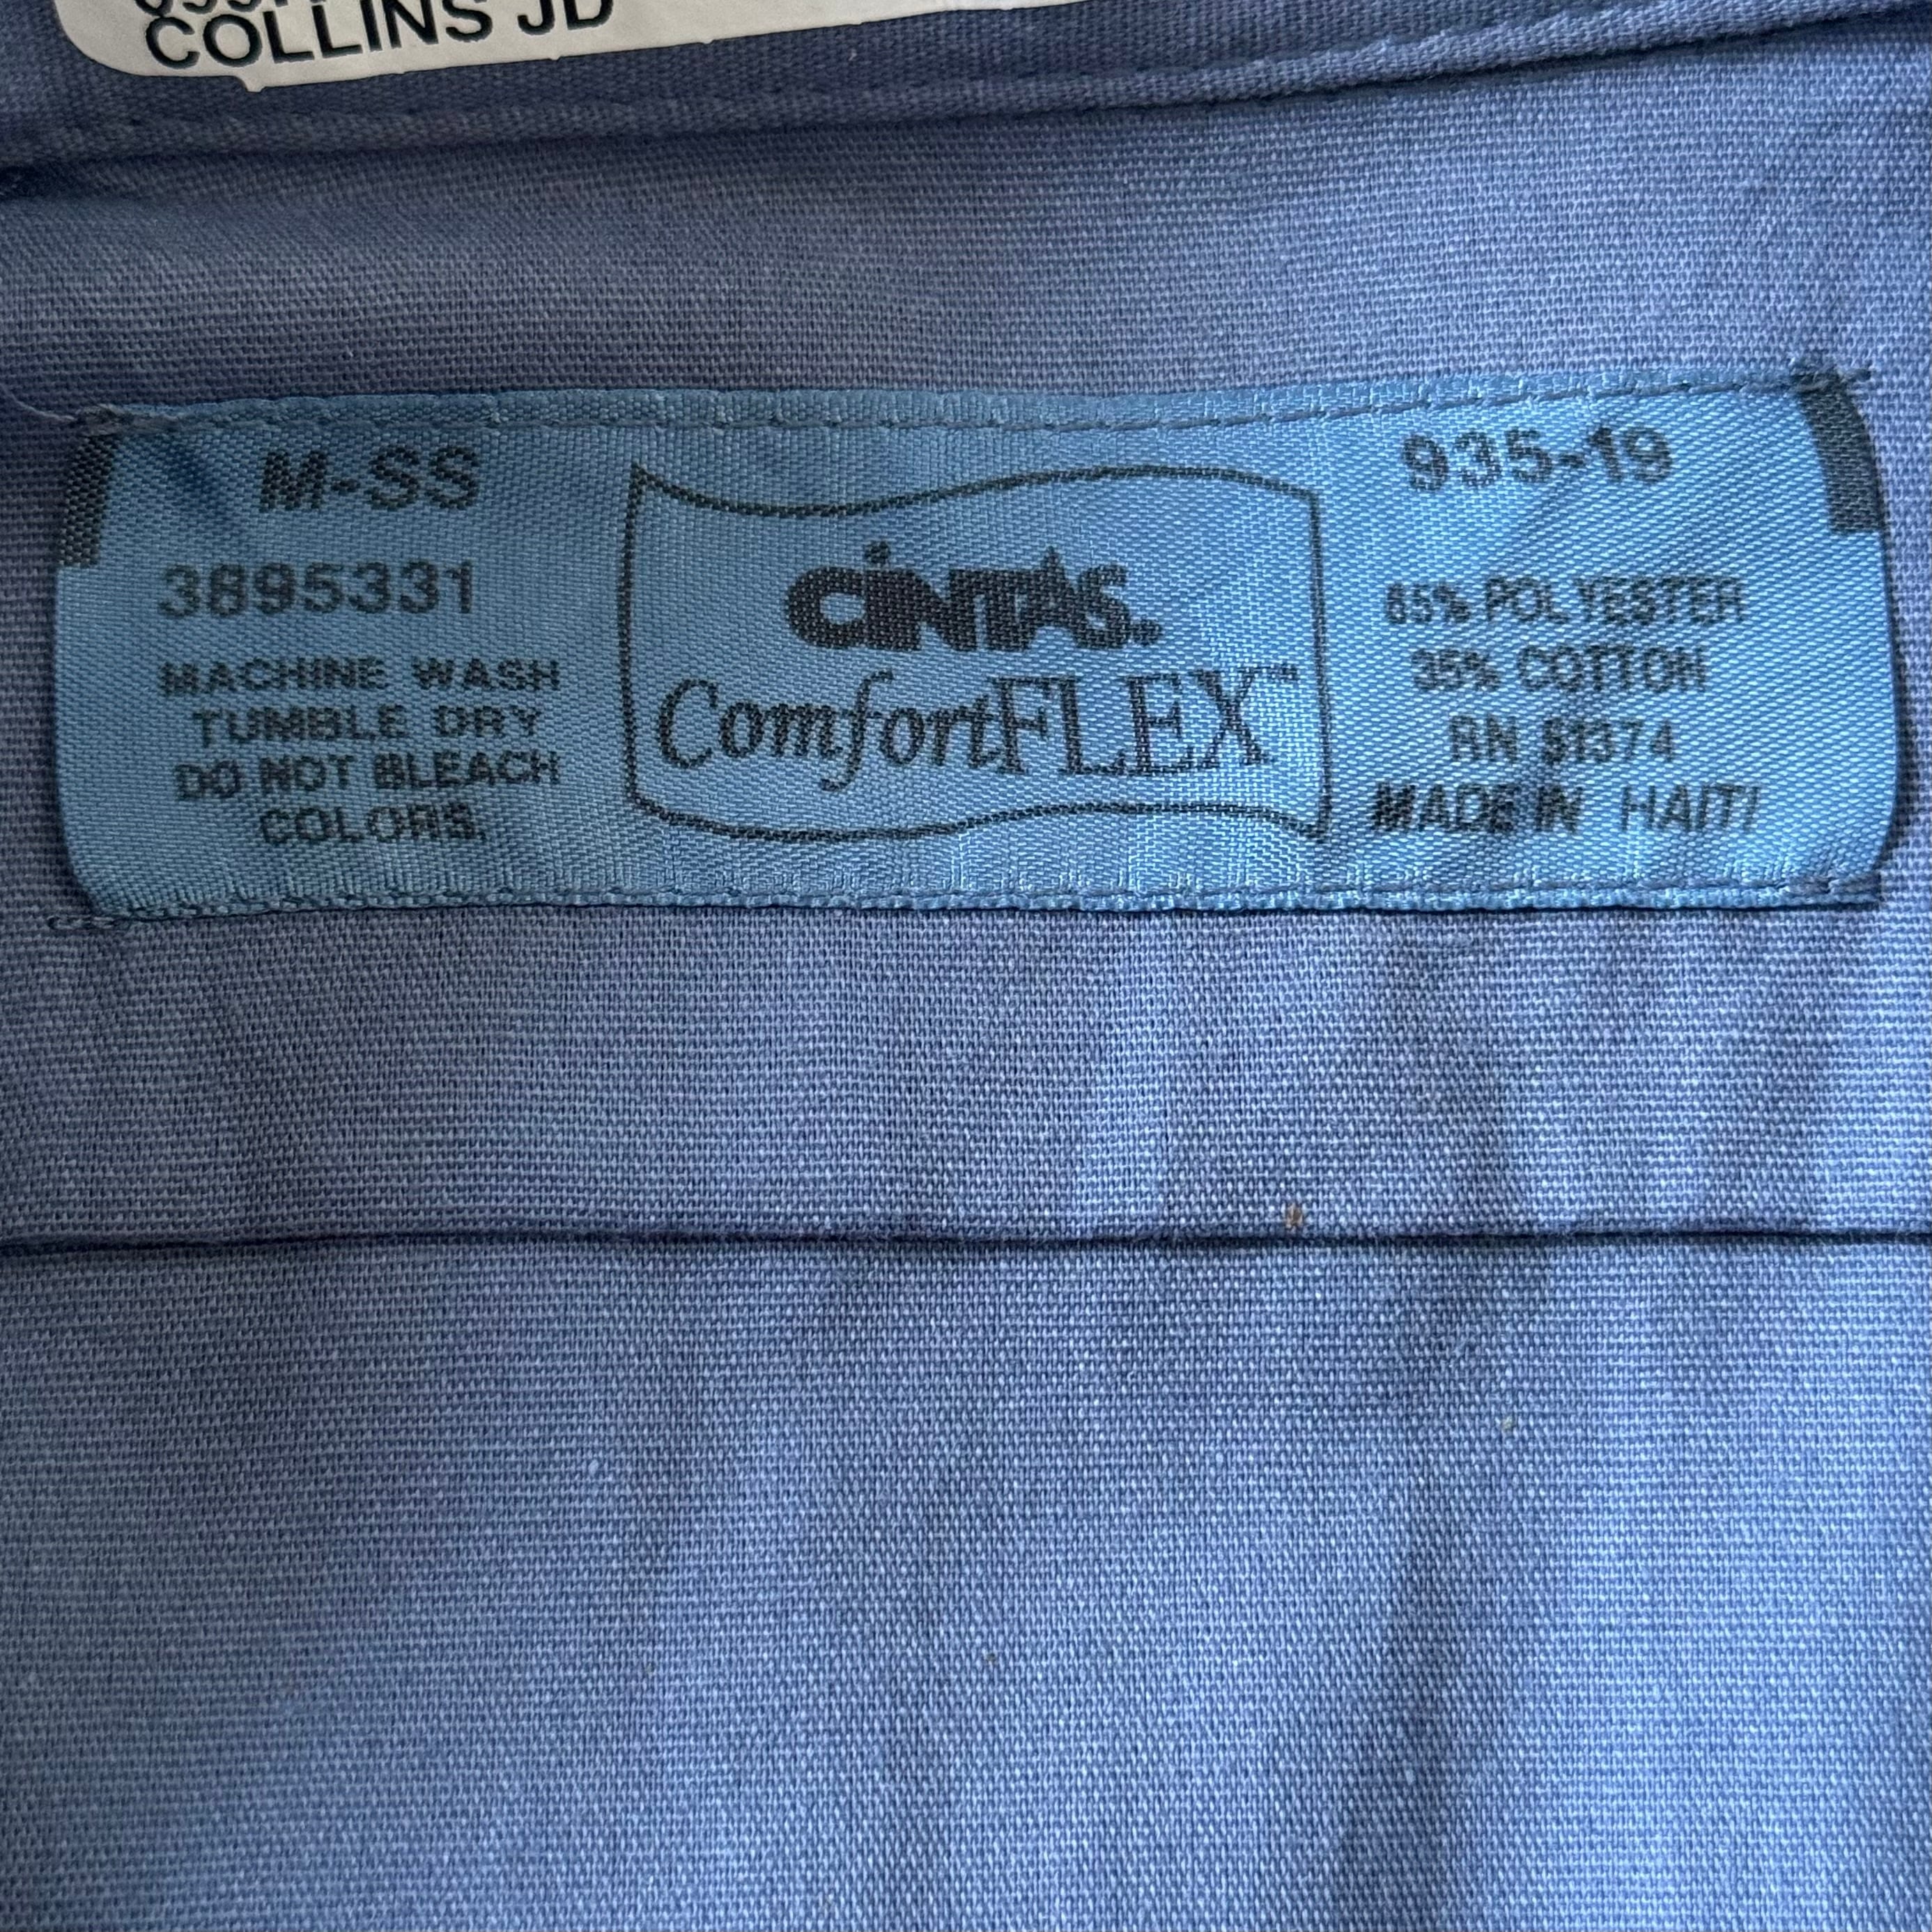 COLLINS JD
M-SS
3895331
MACHINE WASH
TUMBLE DRY
DO NOT BLEACH
COLORS.
CiNTAS.
ComfortFLEX™
935-19
65% POLYESTER
35% COTTON
RN 51374
MADE IN HAITI